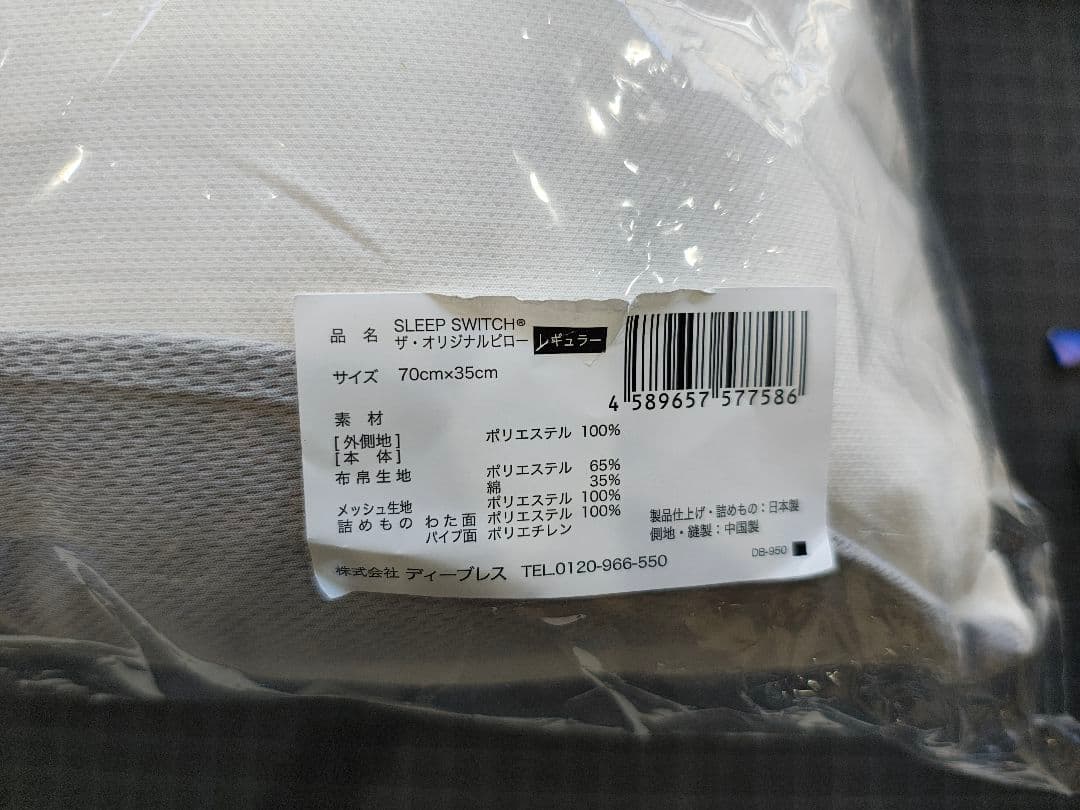 品 名 SLEEP SWITCH®
ザ・オリジナルピロー レギュラー
4 589657 577586
サイズ 70cm×35cm
素 材
[外側地] ポリエステル 100%
[本 体]
布帛生地 ポリエステル 65%
綿 35%
メッシュ生地 ポリエステル 100%
詰めもの わた面 ポリエステル 100%
パイプ面 ポリエチレン
製品仕上げ・詰めもの:日本製
側地・縫製:中国製
DB-950
株式会社 ディーブレス TEL.0120-966-550